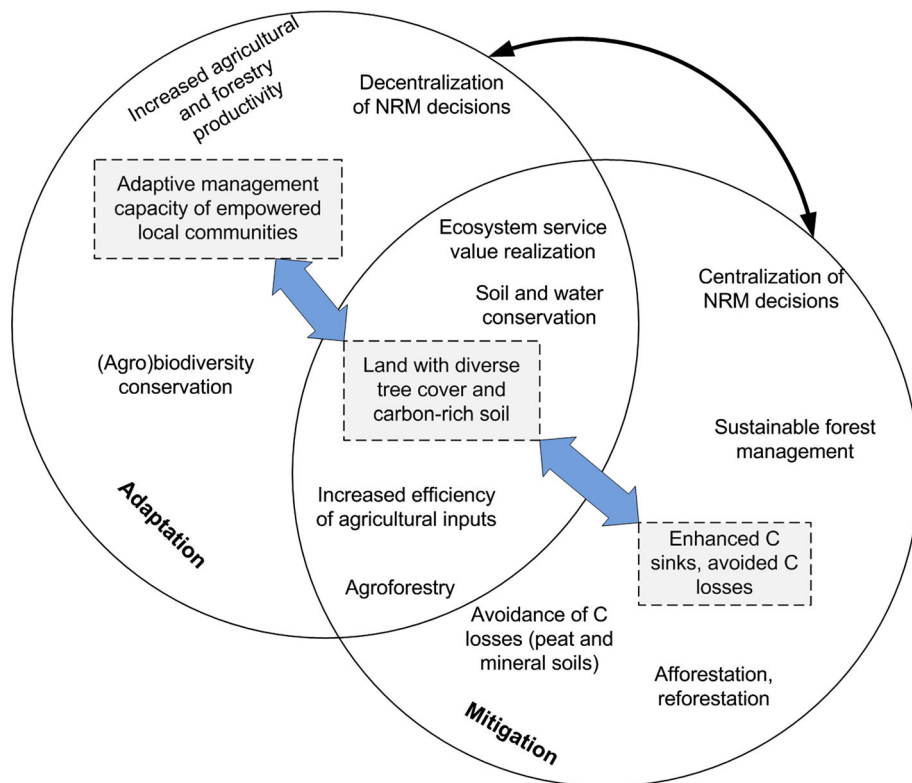 Increased agricultural
and forestry
productivity
Decentralization
of NRM decisions
Adaptive management
capacity of empowered
local communities
Ecosystem service
value realization
Centralization of
NRM decisions
Soil and water
conservation
(Agro)biodiversity
conservation
Land with diverse
tree cover and
carbon-rich soil
Sustainable forest
management
Adaptation
Increased efficiency
of agricultural inputs
Enhanced C
sinks, avoided C
losses
Agroforestry
Avoidance of C
losses (peat and
mineral soils)
Afforestation,
reforestation
Mitigation